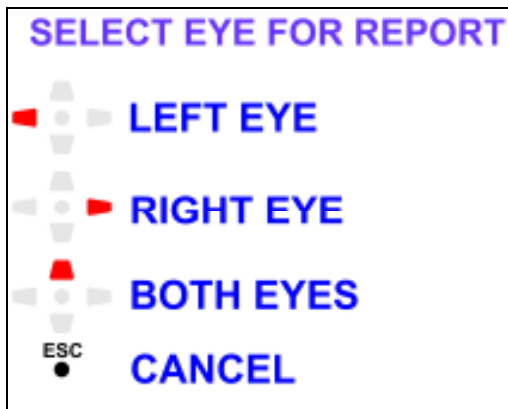 SELECT EYE FOR REPORT
LEFT EYE
RIGHT EYE
BOTH EYES
ESC
CANCEL